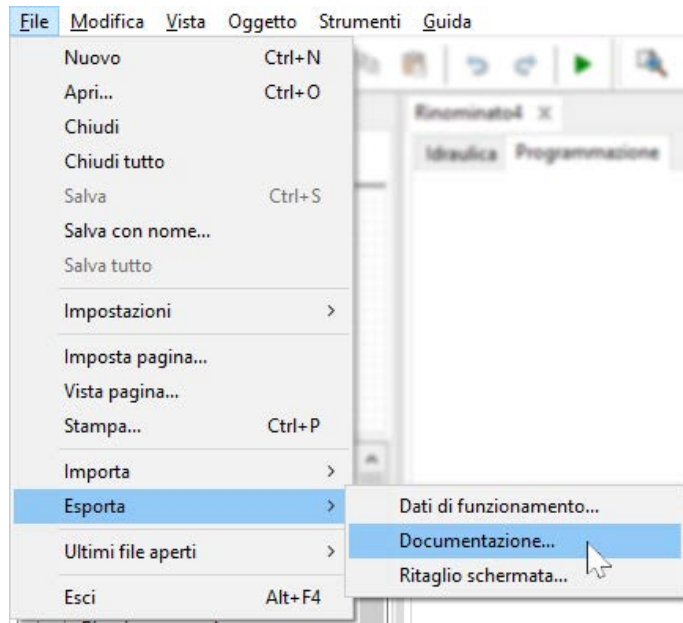 File Modifica Vista Oggetto Strumenti Guida
Nuovo Ctrl+N
Apri... Ctrl+O
Chiudi
Chiudi tutto
Salva Ctrl+S
Salva con nome...
Salva tutto
Impostazioni >
Imposta pagina...
Vista pagina...
Stampa... Ctrl+P
Importa >
Esporta >
Ultimi file aperti >
Esci Alt+F4
Rinominato4 X
Idraulica Programmazione
Dati di funzionamento...
Documentazione...
Ritaglio schermata...